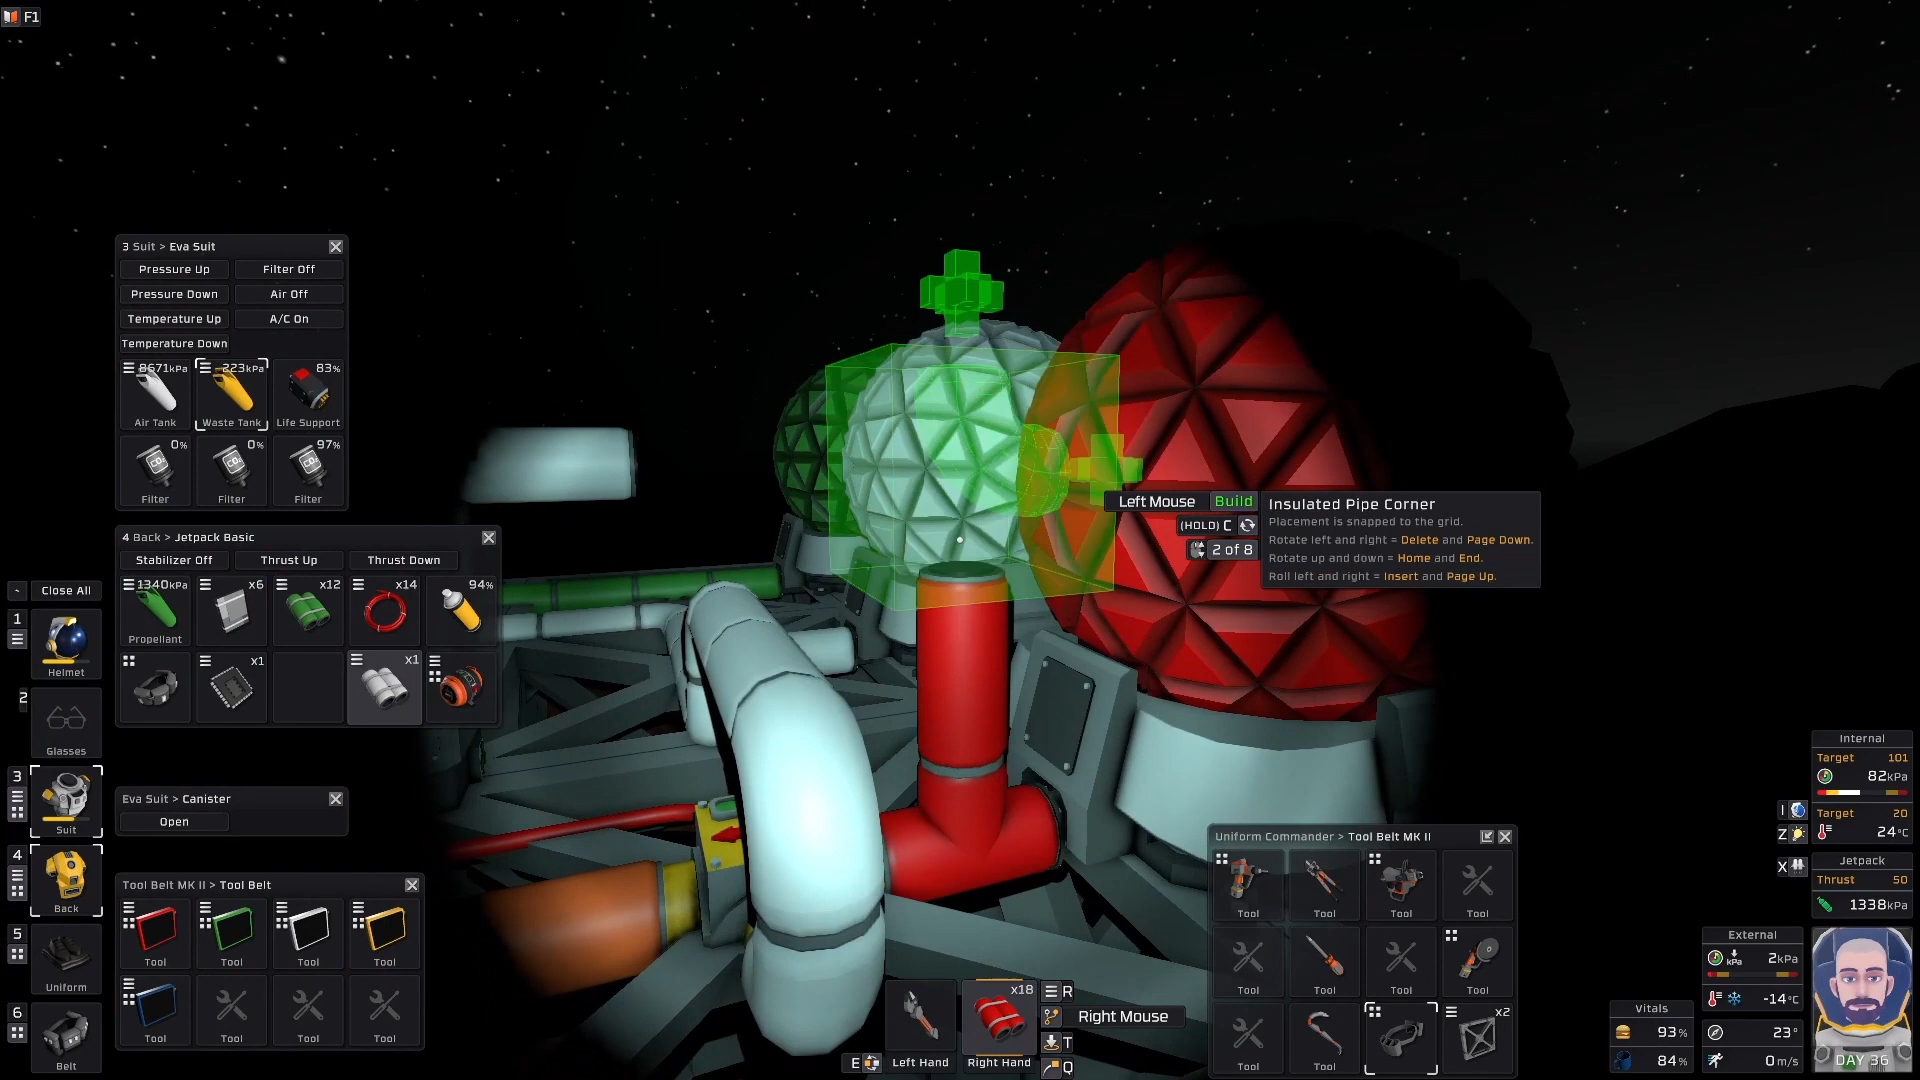 F1
3 Suit > Eva Suit
Pressure Up
Filter Off
Pressure Down
Air Off
Temperature Up
A/C On
Temperature Down
8671kPa
Air Tank
223kPa
Waste Tank
83%
Life Support
0%
Filter
0%
Filter
97%
Filter
4 Back > Jetpack Basic
Stabilizer Off
Thrust Up
Thrust Down
1340kPa
Propellant
x6
x12
x14
94%
x1
x1
~ Close All
1
Helmet
2
Glasses
3
Suit
4
Back
5
Uniform
6
Belt
Eva Suit > Canister
Open
Tool Belt MK II > Tool Belt
Tool
Tool
Tool
Tool
Tool
Tool
Tool
Tool
Left Mouse Build
(HOLD) C
2 of 8
Insulated Pipe Corner
Placement is snapped to the grid.
Rotate left and right = Delete and Page Down.
Rotate up and down = Home and End.
Roll left and right = Insert and Page Up.
E
Left Hand
x18
Right Hand
R
Right Mouse
T
Q
Uniform Commander > Tool Belt MK II
Tool
Tool
Tool
Tool
Tool
Tool
Tool
Tool
Tool
Tool
x2
Internal
Target 101
82kPa
Target 20
24°C
I
Z
X
Jetpack
Thrust 50
1338kPa
External
kPa
2kPa
-14°C
23°
0m/s
Vitals
93%
84%
DAY 36